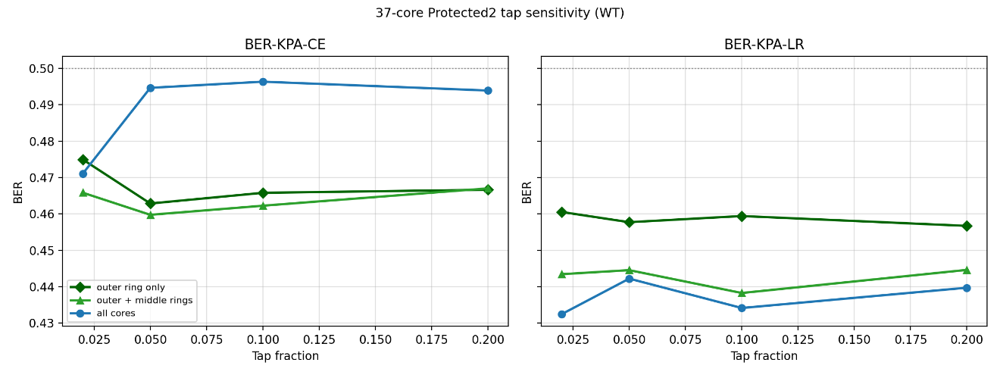 37-core Protected2 tap sensitivity (WT)
BER-KPA-CE
BER
0.50
0.49
0.48
0.47
0.46
0.45
0.44
0.43
outer ring only
outer + middle rings
all cores
0.025 0.050 0.075 0.100 0.125 0.150 0.175 0.200
Tap fraction
BER-KPA-LR
BER
0.025 0.050 0.075 0.100 0.125 0.150 0.175 0.200
Tap fraction